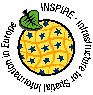 INSPIRE - Infrastructure for Spatial Information in Europe